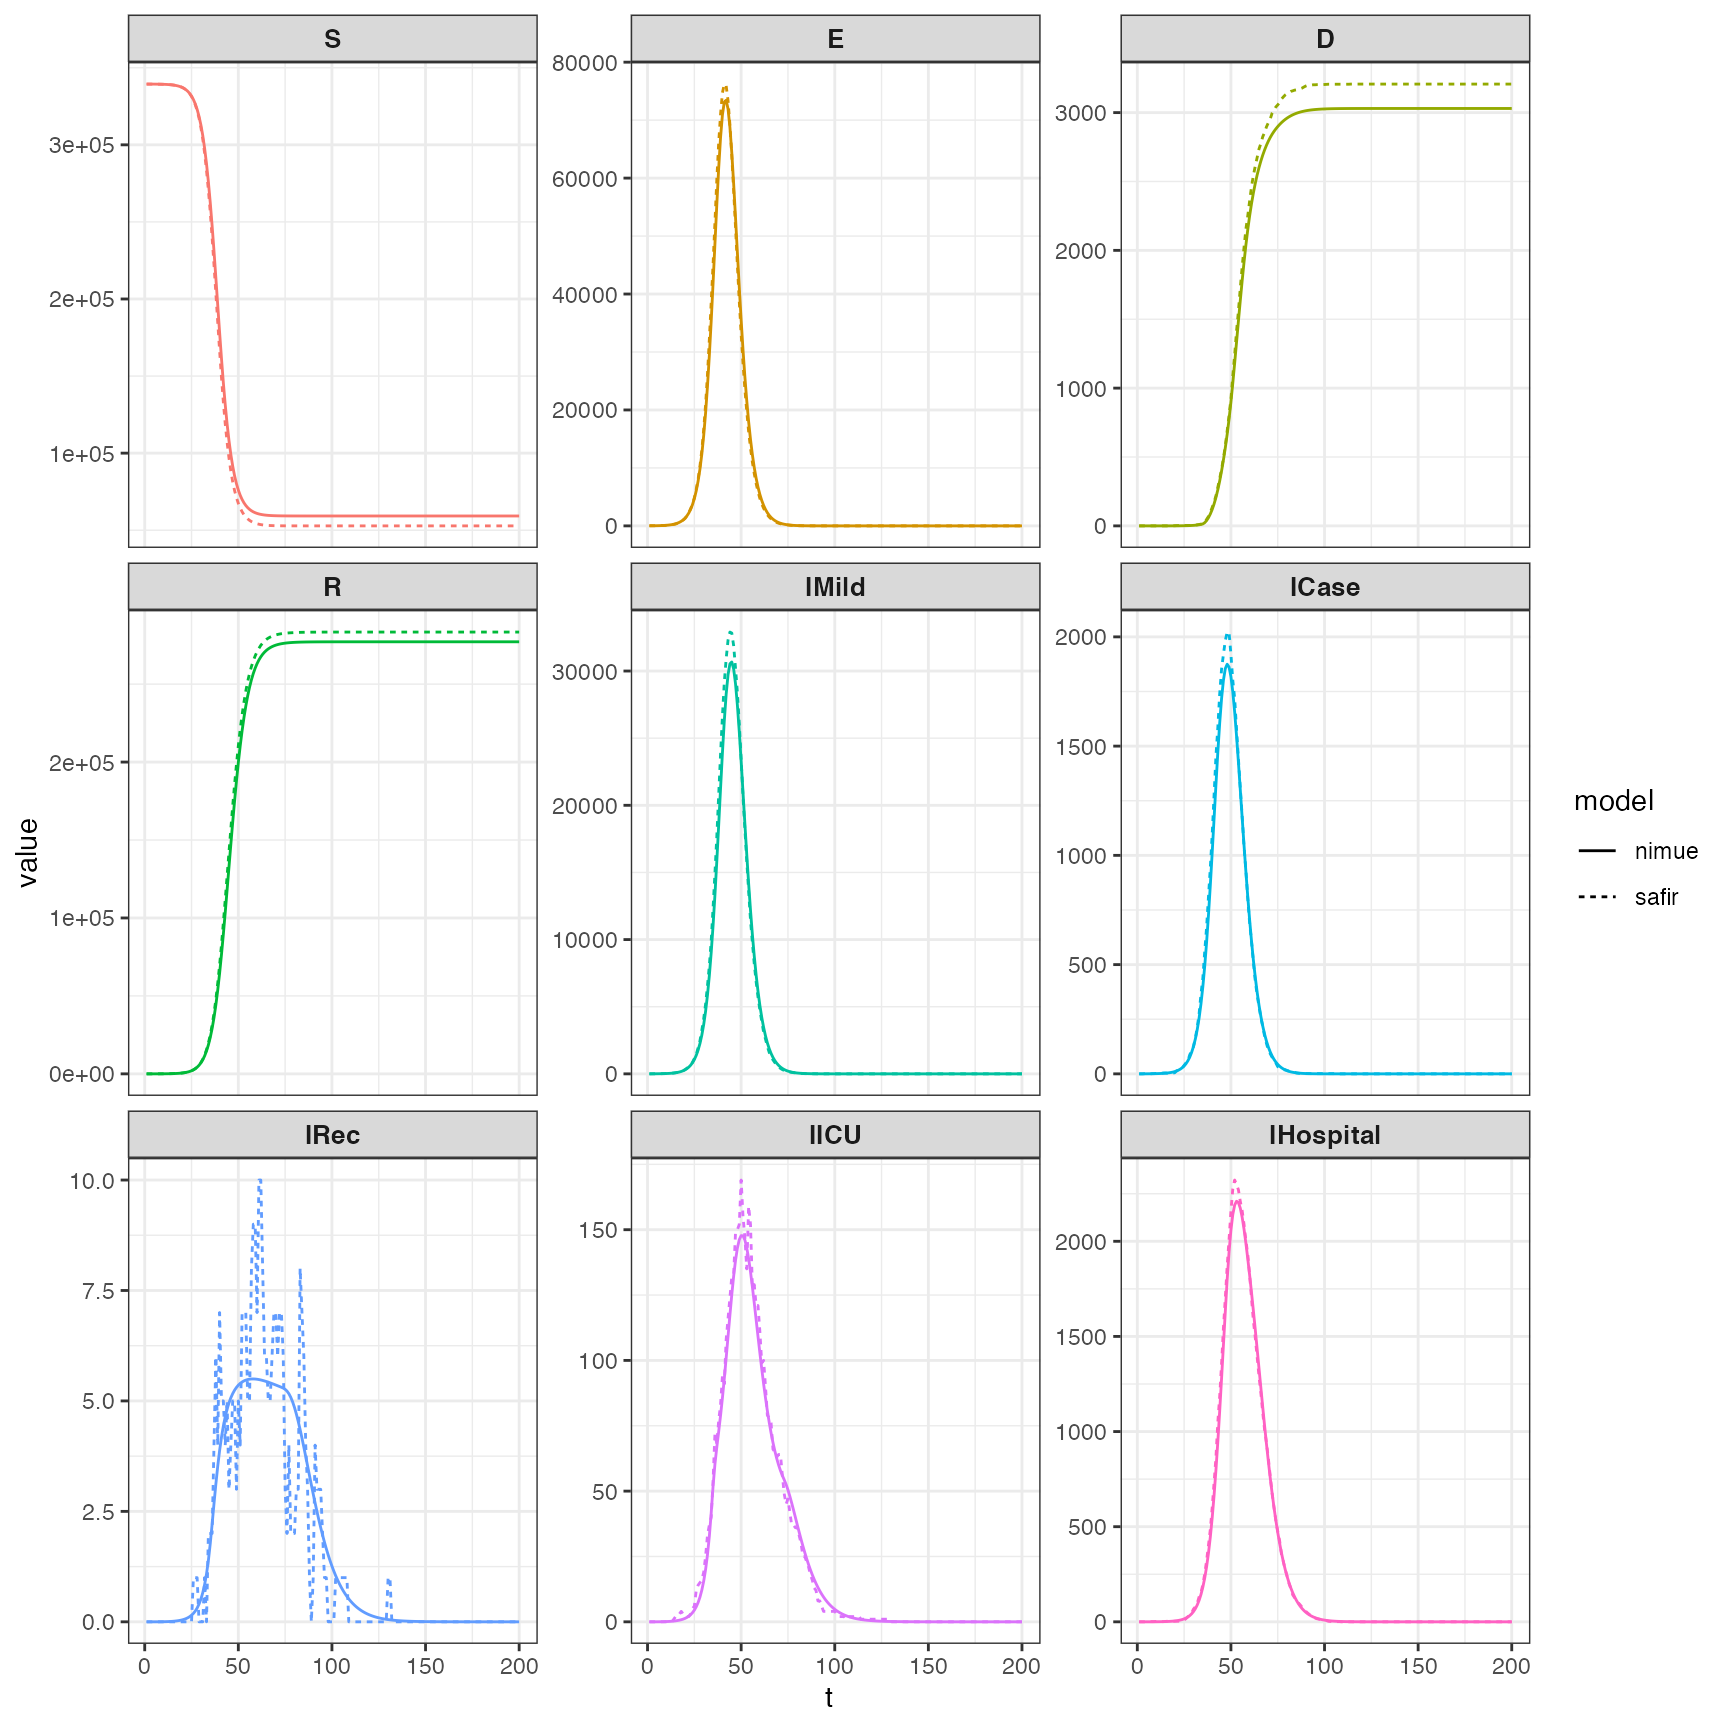 S
E
D
3e+05
2e+05
1e+05
80000
60000
40000
20000
0
3000
2000
1000
0
R
IMild
ICase
2e+05
1e+05
0e+00
30000
20000
10000
0
2000
1500
1000
500
0
IRec
IICU
IHospital
10.0
7.5
5.0
2.5
0.0
150
100
50
0
2000
1500
1000
500
0
0 50 100 150 200
0 50 100 150 200
0 50 100 150 200
t
value
model
nimue
safir